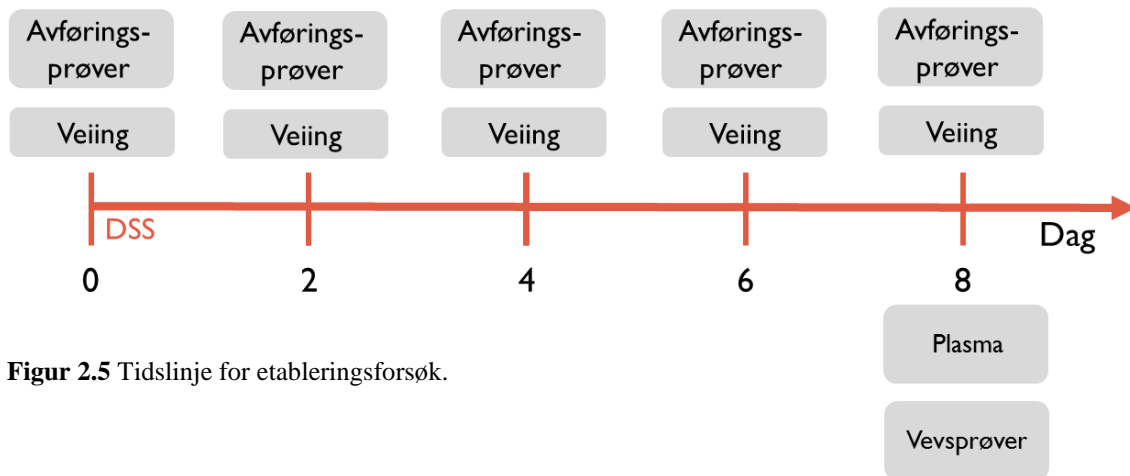 Avførings-
prøver
Avførings-
prøver
Avførings-
prøver
Avførings-
prøver
Avførings-
prøver
Veiing
Veiing
Veiing
Veiing
Veiing
DSS
Dag
0
2
4
6
8
Plasma
Vevsprøver
Figur 2.5 Tidslinje for etableringsforsøk.